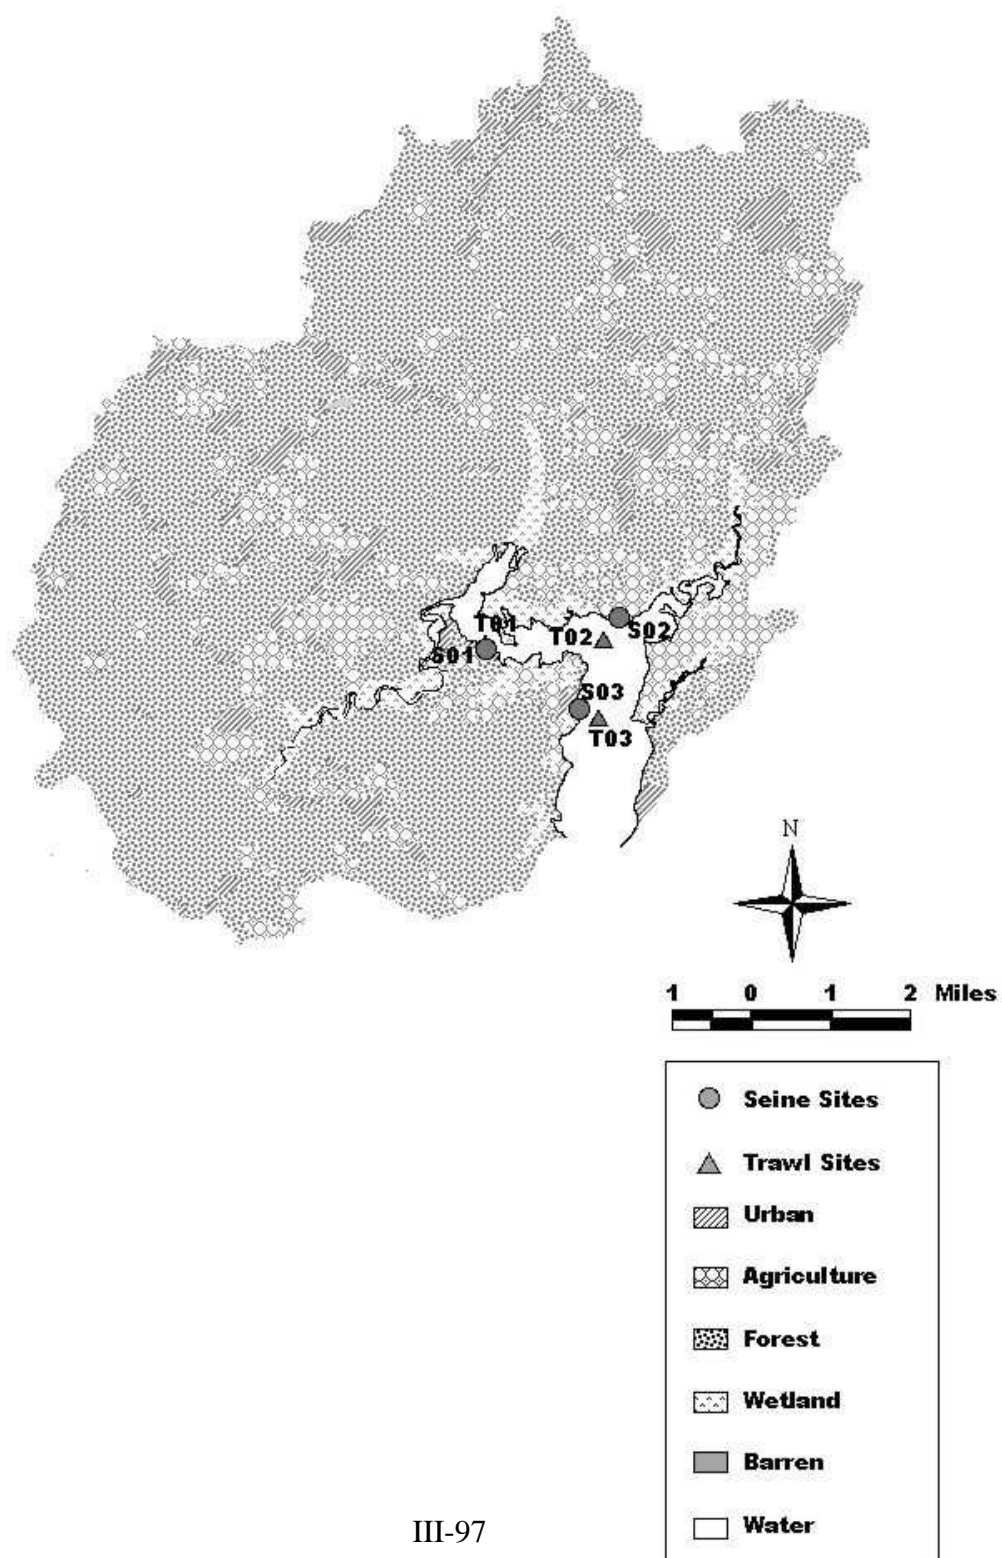 T01
T02
S02
S01
S03
T03
N
1 0 1 2 Miles
Seine Sites
Trawl Sites
Urban
Agriculture
Forest
Wetland
Barren
Water
III-97